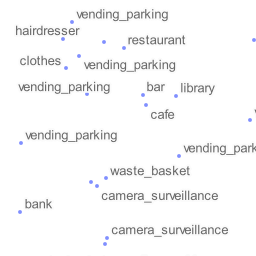 vending_parking
hairdresser
restaurant
clothes
vending_parking
vending_parking
bar
library
cafe
vending_parking
vending_park
waste_basket
camera_surveillance
bank
camera_surveillance